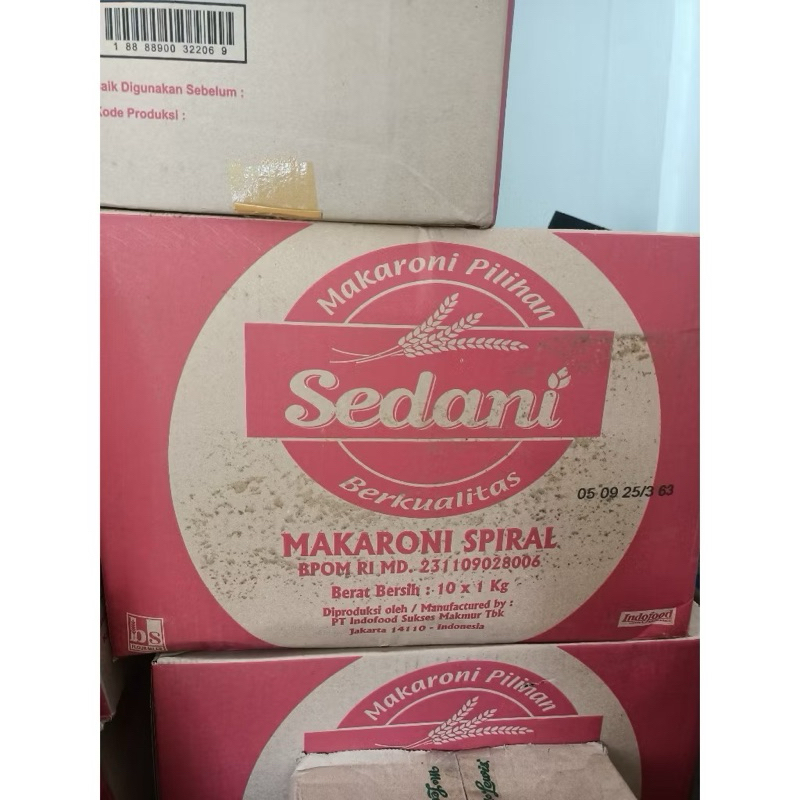 1 88 88900 32206 9
aik Digunakan Sebelum :
Kode Produksi :
Makaroni Pilihan
Sedani
Berkualitas
05 09 25/3 63
MAKARONI SPIRAL
BPOM RI MD. 231109028006
Berat Bersih : 10 x 1 Kg
Diproduksi oleh / Manufactured by :
PT Indofood Sukses Makmur Tbk
Jakarta 14110 - Indonesia
Indofood
Makaroni Pilihan